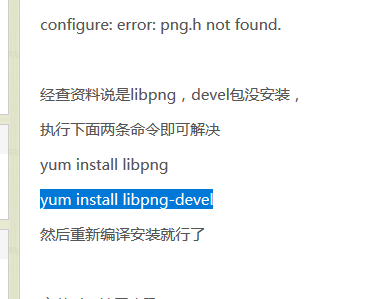 configure: error: png.h not found.
经查资料说是libpng，devel包没安装，
执行下面两条命令即可解决
yum install libpng
yum install libpng-devel
然后重新编译安装就行了